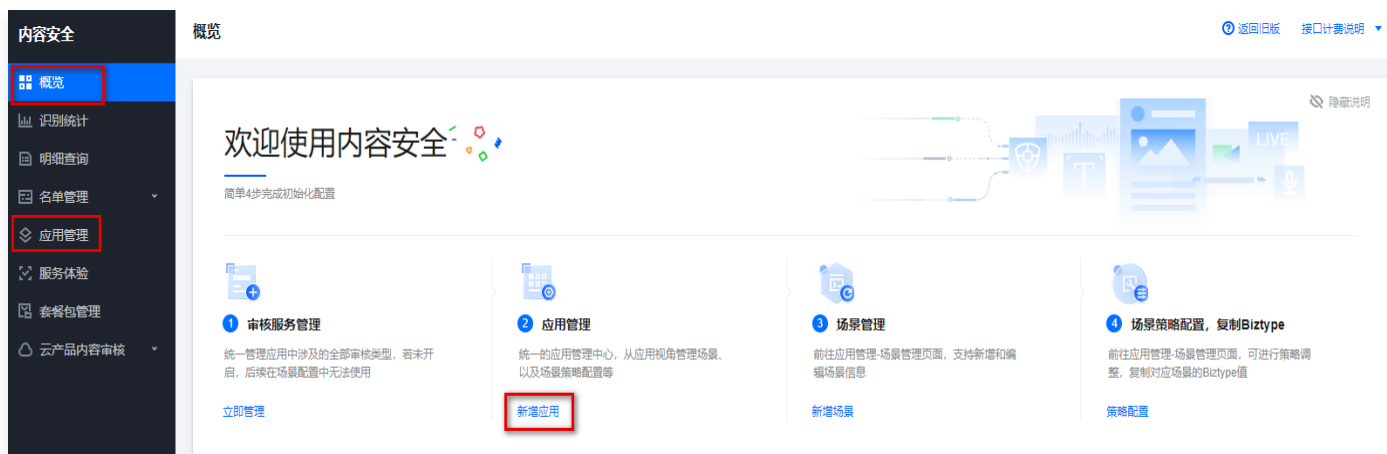 内容安全
概览
返回旧版
接口计费说明
概览
识别统计
明细查询
名单管理
应用管理
服务体验
套餐包管理
云产品内容审核
隐藏说明
欢迎使用内容安全
简单4步完成初始化配置
T
LIVE
1 审核服务管理
统一管理应用中涉及的全部审核类型，若未开
启，后续在场景配置中无法使用
立即管理
2 应用管理
统一的应用管理中心，从应用视角管理场景、
以及场景策略配置等
新增应用
3 场景管理
前往应用管理-场景管理页面，支持新增和编
辑场景信息
新增场景
4 场景策略配置，复制Biztype
前往应用管理-场景管理页面，可进行策略调
整，复制对应场景的Biztype值
策略配置